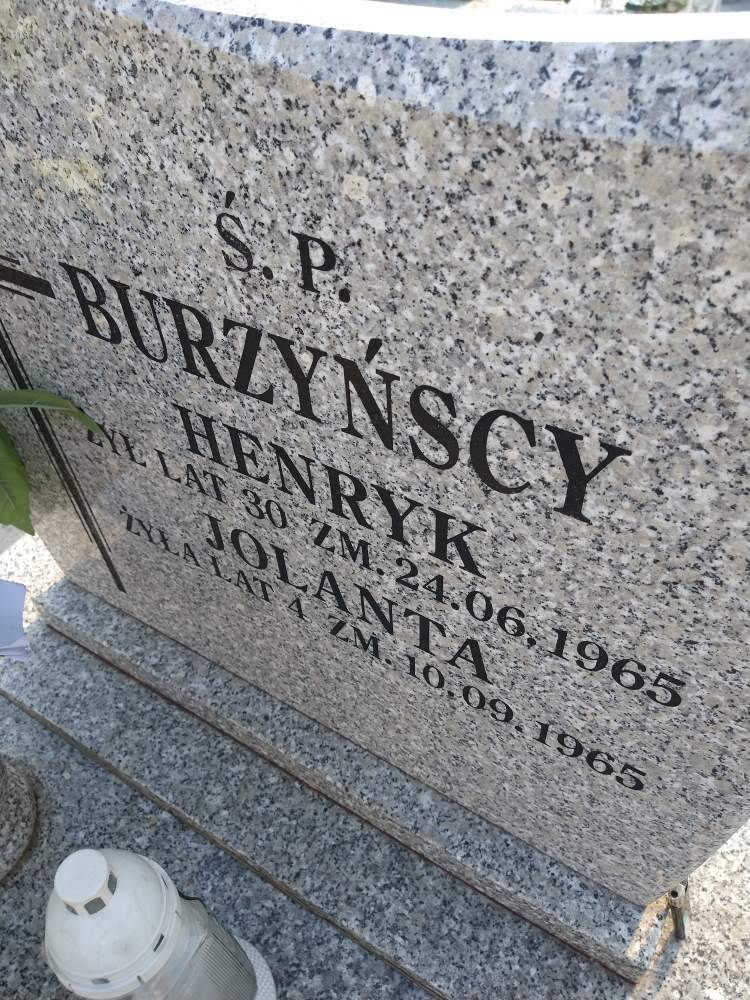 Ś. P.
BURZYŃSCY
HENRYK
ŻYŁ LAT 30 ZM. 24.06.1965
JOLANTA
ŻYŁA LAT 4 ZM. 10.09.1965